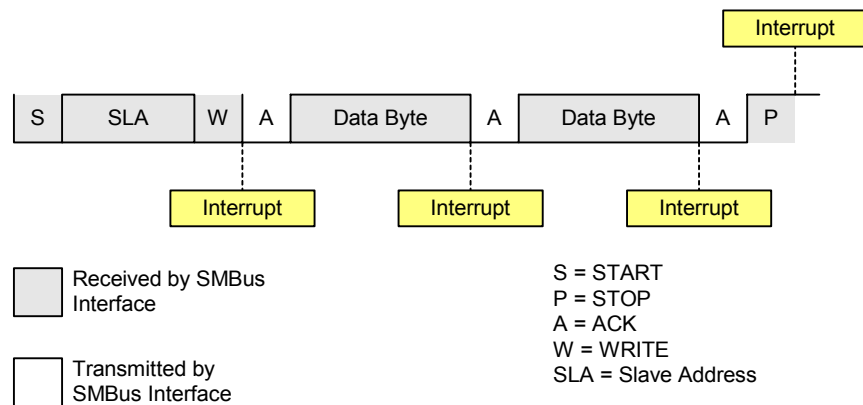 Interrupt
S
SLA
W
A
Data Byte
A
Data Byte
A
P
Interrupt
Interrupt
Interrupt
Received by SMBus
Interface
Transmitted by
SMBus Interface
S = START
P = STOP
A = ACK
W = WRITE
SLA = Slave Address